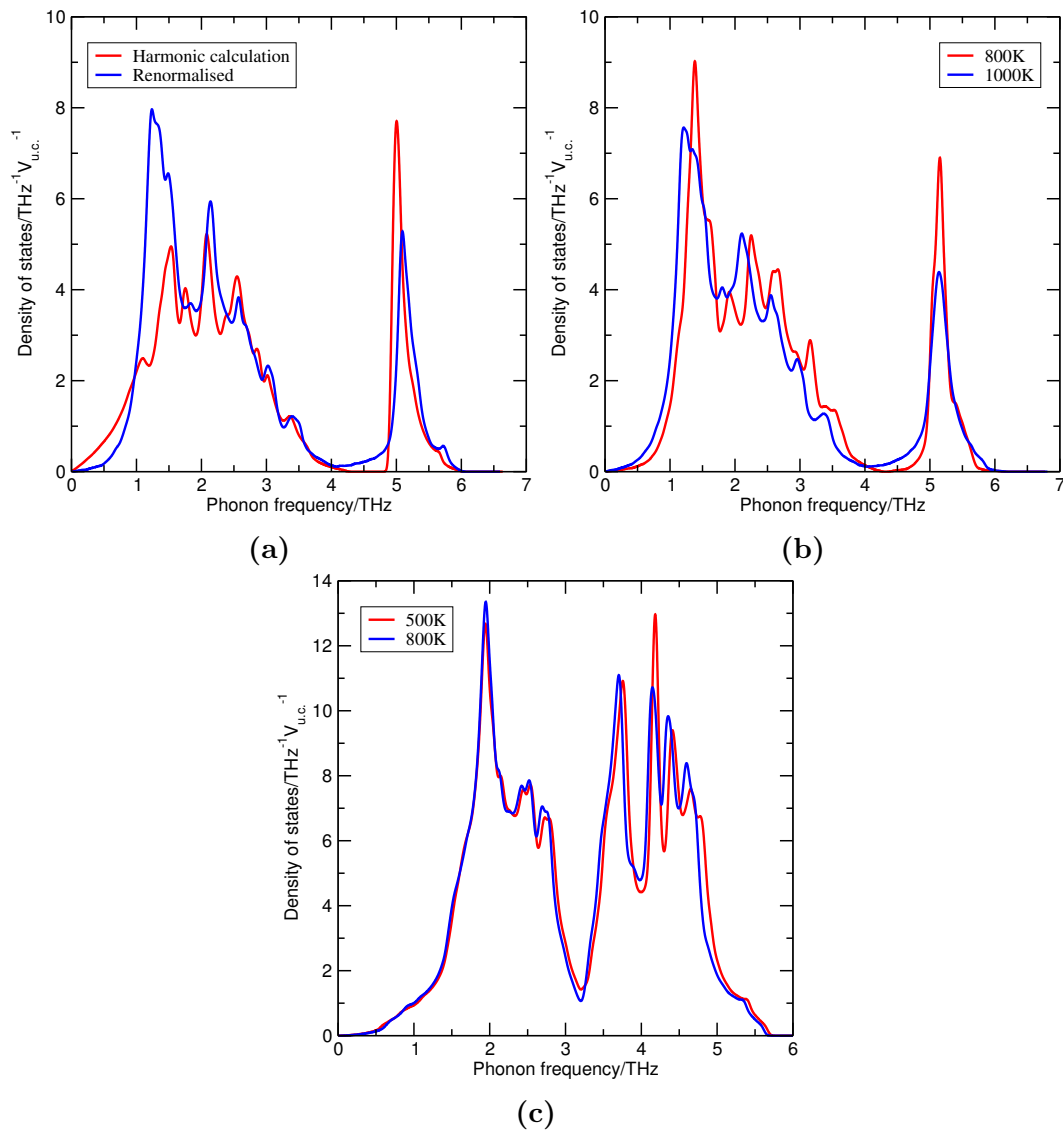 Harmonic calculation
Renormalised
Density of states/THz⁻¹V_u.c.⁻¹
0 2 4 6 8 10
0 1 2 3 4 5 6 7
Phonon frequency/THz
(a)
800K
1000K
Density of states/THz⁻¹V_u.c.⁻¹
0 2 4 6 8 10
0 1 2 3 4 5 6 7
Phonon frequency/THz
(b)
500K
800K
Density of states/THz⁻¹V_u.c.⁻¹
0 2 4 6 8 10 12 14
0 1 2 3 4 5 6
Phonon frequency/THz
(c)